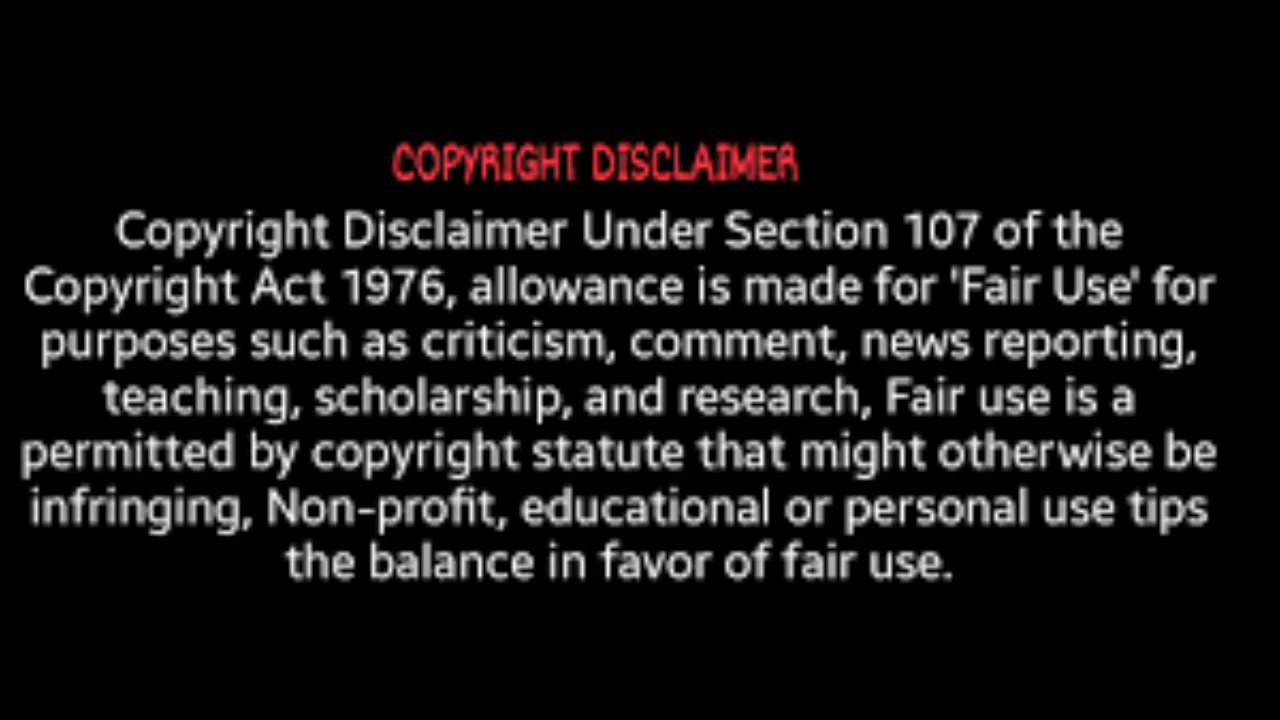 COPYRIGHT DISCLAIMER
Copyright Disclaimer Under Section 107 of the
Copyright Act 1976, allowance is made for 'Fair Use' for
purposes such as criticism, comment, news reporting,
teaching, scholarship, and research, Fair use is a
permitted by copyright statute that might otherwise be
infringing, Non-profit, educational or personal use tips
the balance in favor of fair use.